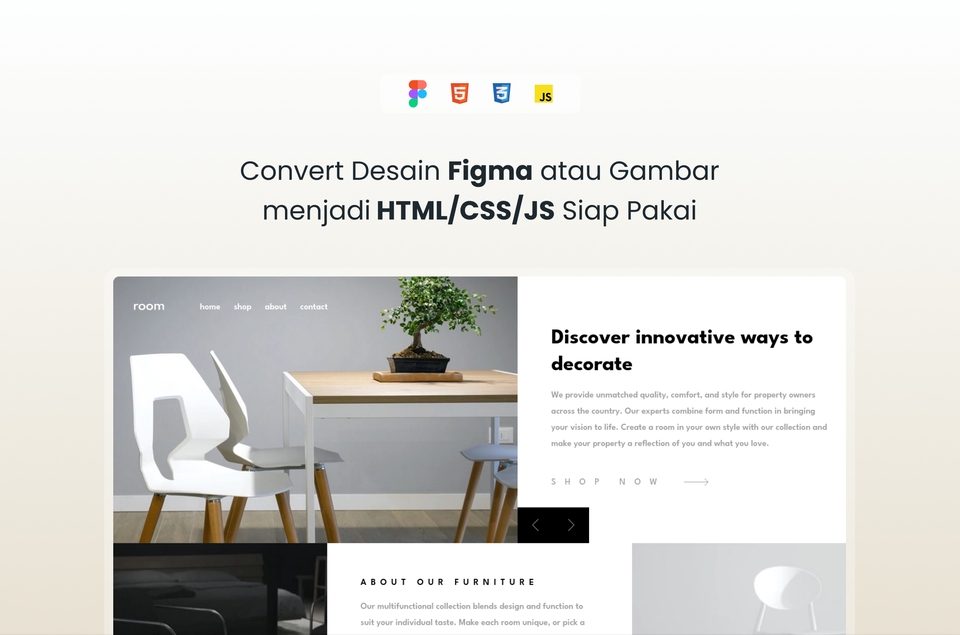 JS
Convert Desain Figma atau Gambar
menjadi HTML/CSS/JS Siap Pakai
room home shop about contact
Discover innovative ways to
decorate
We provide unmatched quality, comfort, and style for property owners
across the country. Our experts combine form and function in bringing
your vision to life. Create a room in your own style with our collection and
make your property a reflection of you and what you love.
SHOP NOW
ABOUT OUR FURNITURE
Our multifunctional collection blends design and function to
suit your individual taste. Make each room unique, or pick a